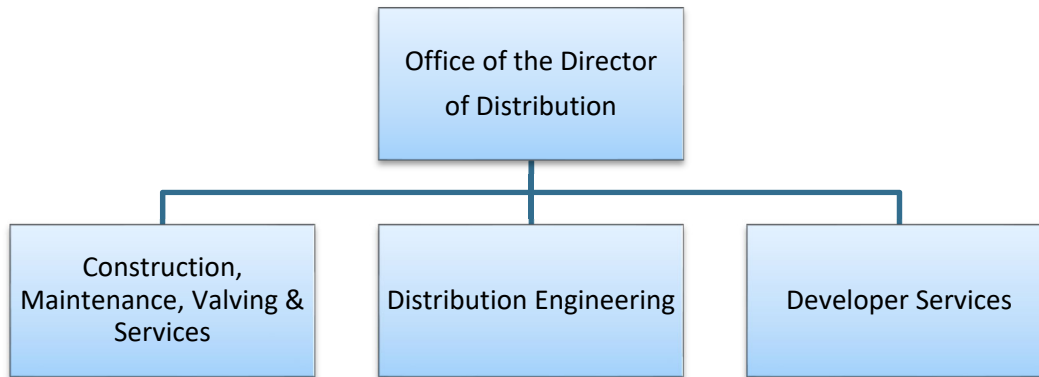 Office of the Director
of Distribution
Construction,
Maintenance, Valving &
Services
Distribution Engineering
Developer Services